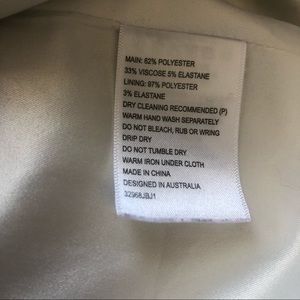 MAIN: 62% POLYESTER
33% VISCOSE 5% ELASTANE
LINING: 97% POLYESTER
3% ELASTANE
DRY CLEANING RECOMMENDED (P)
WARM HAND WASH SEPARATELY
DO NOT BLEACH, RUB OR WRING
DRIP DRY
DO NOT TUMBLE DRY
WARM IRON UNDER CLOTH
MADE IN CHINA
DESIGNED IN AUSTRALIA
32968JBJ1